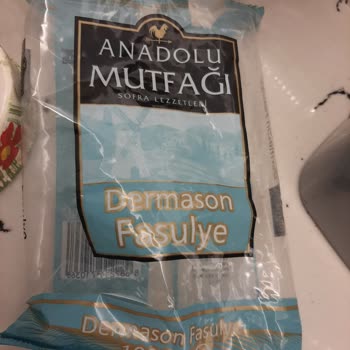 ANADOLU
MUTFAĞI
SOFRA LEZZETLERİ
Dermason
Fasulye
Dermason Fasulye